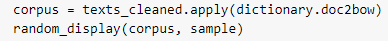 corpus = texts_cleaned.apply(dictionary.doc2bow)
random_display(corpus, sample)